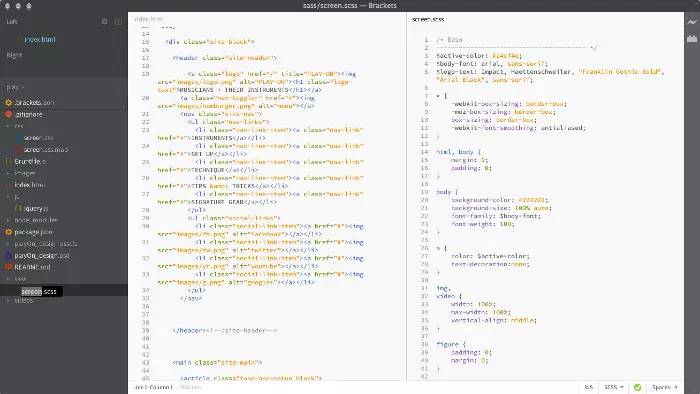 sass/screen.scss — Brackets
Left
index.html
Right
play
.brackets.json
.gitignore
css
screen.css
screen.css.map
Gruntfile.js
images
index.html
js
jquery.js
node_modules
package.json
playOn_design_assets
playOn_design.psd
README.md
sass
screen.scss
videos
index.html
14
15 <div class="site-block">
16
17 <header class="site-header">
18
19 <a class="logo" href="/" title="PLAY-ON"><img
src="images/logo.png" alt="PLAY-ON"><h1 class="logo-
text">MUSICIANS + THEIR INSTRUMENTS</h1></a>
20 <a class="nav-toggler" href="#"><img
src="images/hamburger.png" alt="menu"></a>
21 <nav class="site-nav">
22 <ul class="nav-links">
23 <li class="nav-link-item"><a class="nav-link"
href="#">INSTRUMENTS</a></li>
24 <li class="nav-link-item"><a class="nav-link"
href="#">SET UP</a></li>
25 <li class="nav-link-item"><a class="nav-link"
href="#">TECHNIQUE</a></li>
26 <li class="nav-link-item"><a class="nav-link"
href="#">TIPS &amp; TRICKS</a></li>
27 <li class="nav-link-item"><a class="nav-link"
href="#">SIGNATURE GEAR</a></li>
28 </ul>
29 <ul class="social-links">
30 <li class="social-link-item"><a href="#"><img
src="images/fb.png" alt="facebook"></a></li>
31 <li class="social-link-item"><a href="#"><img
src="images/tw.png" alt="twitter"></a></li>
32 <li class="social-link-item"><a href="#"><img
src="images/yt.png" alt="youtube"></a></li>
33 <li class="social-link-item"><a href="#"><img
src="images/g.png" alt="google+"></a></li>
34 </ul>
35 </nav>
36
37
38
39 </header><!--/site-header-->
40
41
42
43 <main class="site-main">
44
45
screen.scss
1 /* Base
2 ---------------------------------------- */
3
4 $body-font: arial, sans-serif;
5 $logo-text: Impact, Haettenschweiler, "Franklin Gothic Bold",
"Arial Black", sans-serif;
6
7 * {
8 -webkit-box-sizing: border-box;
9 -moz-box-sizing: border-box;
10 box-sizing: border-box;
11 -webkit-font-smoothing: antialiased;
12 }
13
14 html, body {
15 margin: 0;
16 padding: 0;
17 }
18
19 body {
20 background-color: #222222;
21 background-size: 100% auto;
22 font-family: $body-font;
23 font-weight: 100;
24 }
25
26 a {
27 color: $active-color;
28 text-decoration:none;
29 }
30
31 img,
32 video {
33 width: 100%;
34 max-width: 100%;
35 vertical-align: middle;
36 }
37
38 figure {
39 padding: 0;
40 margin: 0;
41 }
42
INS SCSS Spaces: 4